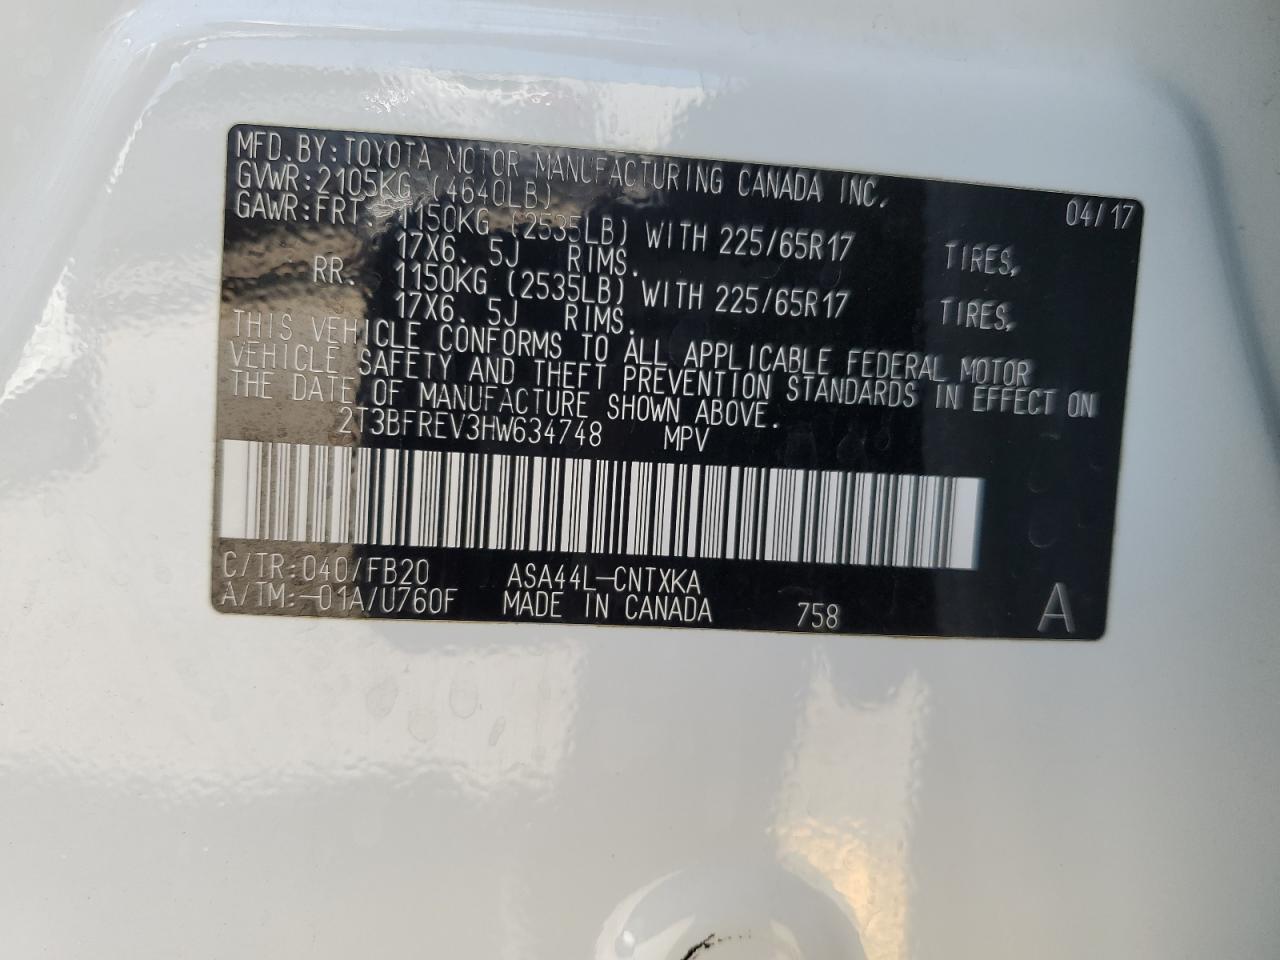 MFD.BY:TOYOTA MOTOR MANUFACTURING CANADA INC.
04/17
GVWR:2105KG (4640LB)
GAWR:FRT. 1150KG (2535LB) WITH 225/65R17 TIRES,
17X6. 5J RIMS.
RR. 1150KG (2535LB) WITH 225/65R17 TIRES,
17X6. 5J RIMS.
THIS VEHICLE CONFORMS TO ALL APPLICABLE FEDERAL MOTOR
VEHICLE SAFETY AND THEFT PREVENTION STANDARDS IN EFFECT ON
THE DATE OF MANUFACTURE SHOWN ABOVE.
2T3BFREV3HW634748 MPV
C/TR:040/FB20 ASA44L-CNTXKA
A/TM:-01A/U760F MADE IN CANADA 758 A